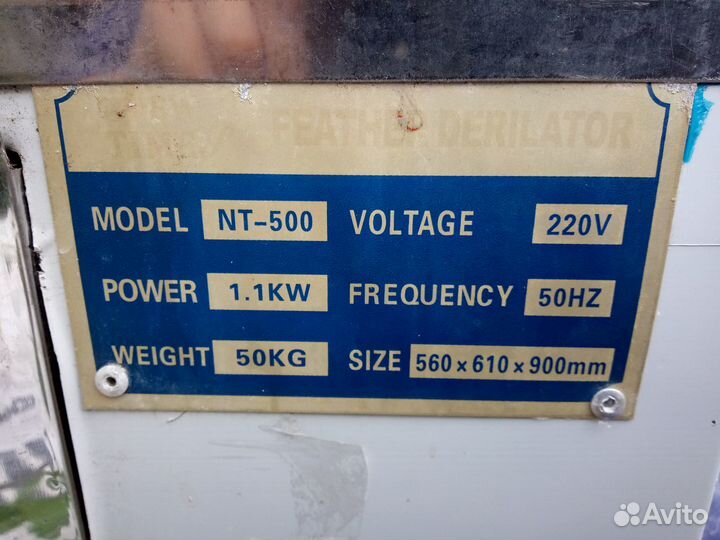 FEATHER DERILATOR
MODEL NT-500 VOLTAGE 220V
POWER 1.1KW FREQUENCY 50HZ
WEIGHT 50KG SIZE 560×610×900mm
Avito